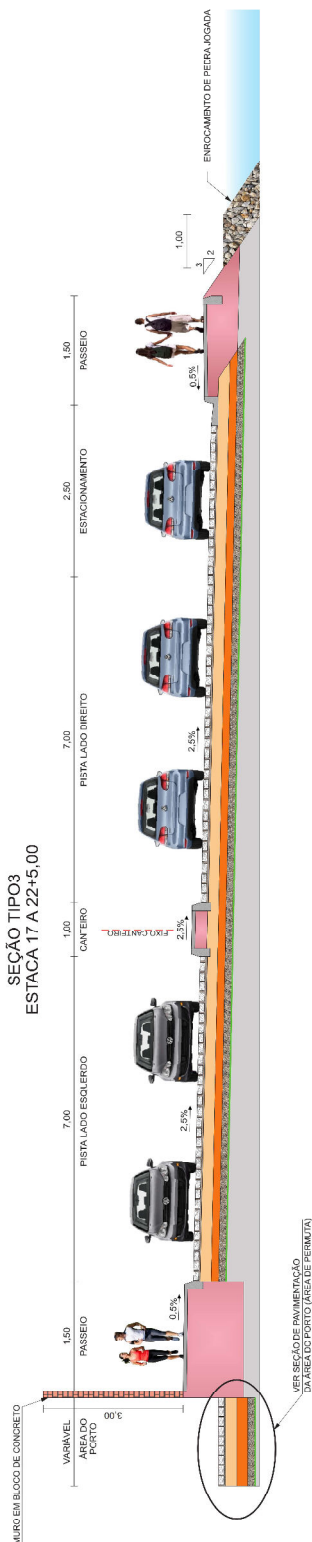 SEÇÃO TIPO3
ESTACA 17 A 22+5,00
MURO EM BLOCO DE CONCRETO
VARIÁVEL
ÁREA DO
PORTO
1,50
PASSEIO
7,00
PISTA LADO ESQUERDO
1,00
CANTEIRO
7,00
PISTA LADO DIREITO
2,50
ESTACIONAMENTO
1,50
PASSEIO
1,00
3
2
ENROCAMENTO DE PEDRA JOGADA
3,00
EIXO CANTEIRO
0,5%
2,5%
2,5%
2,5%
0,5%
VER SEÇÃO DE PAVIMENTAÇÃO
DA ÁREA DO PORTO (ÁREA DE PERMUTA)